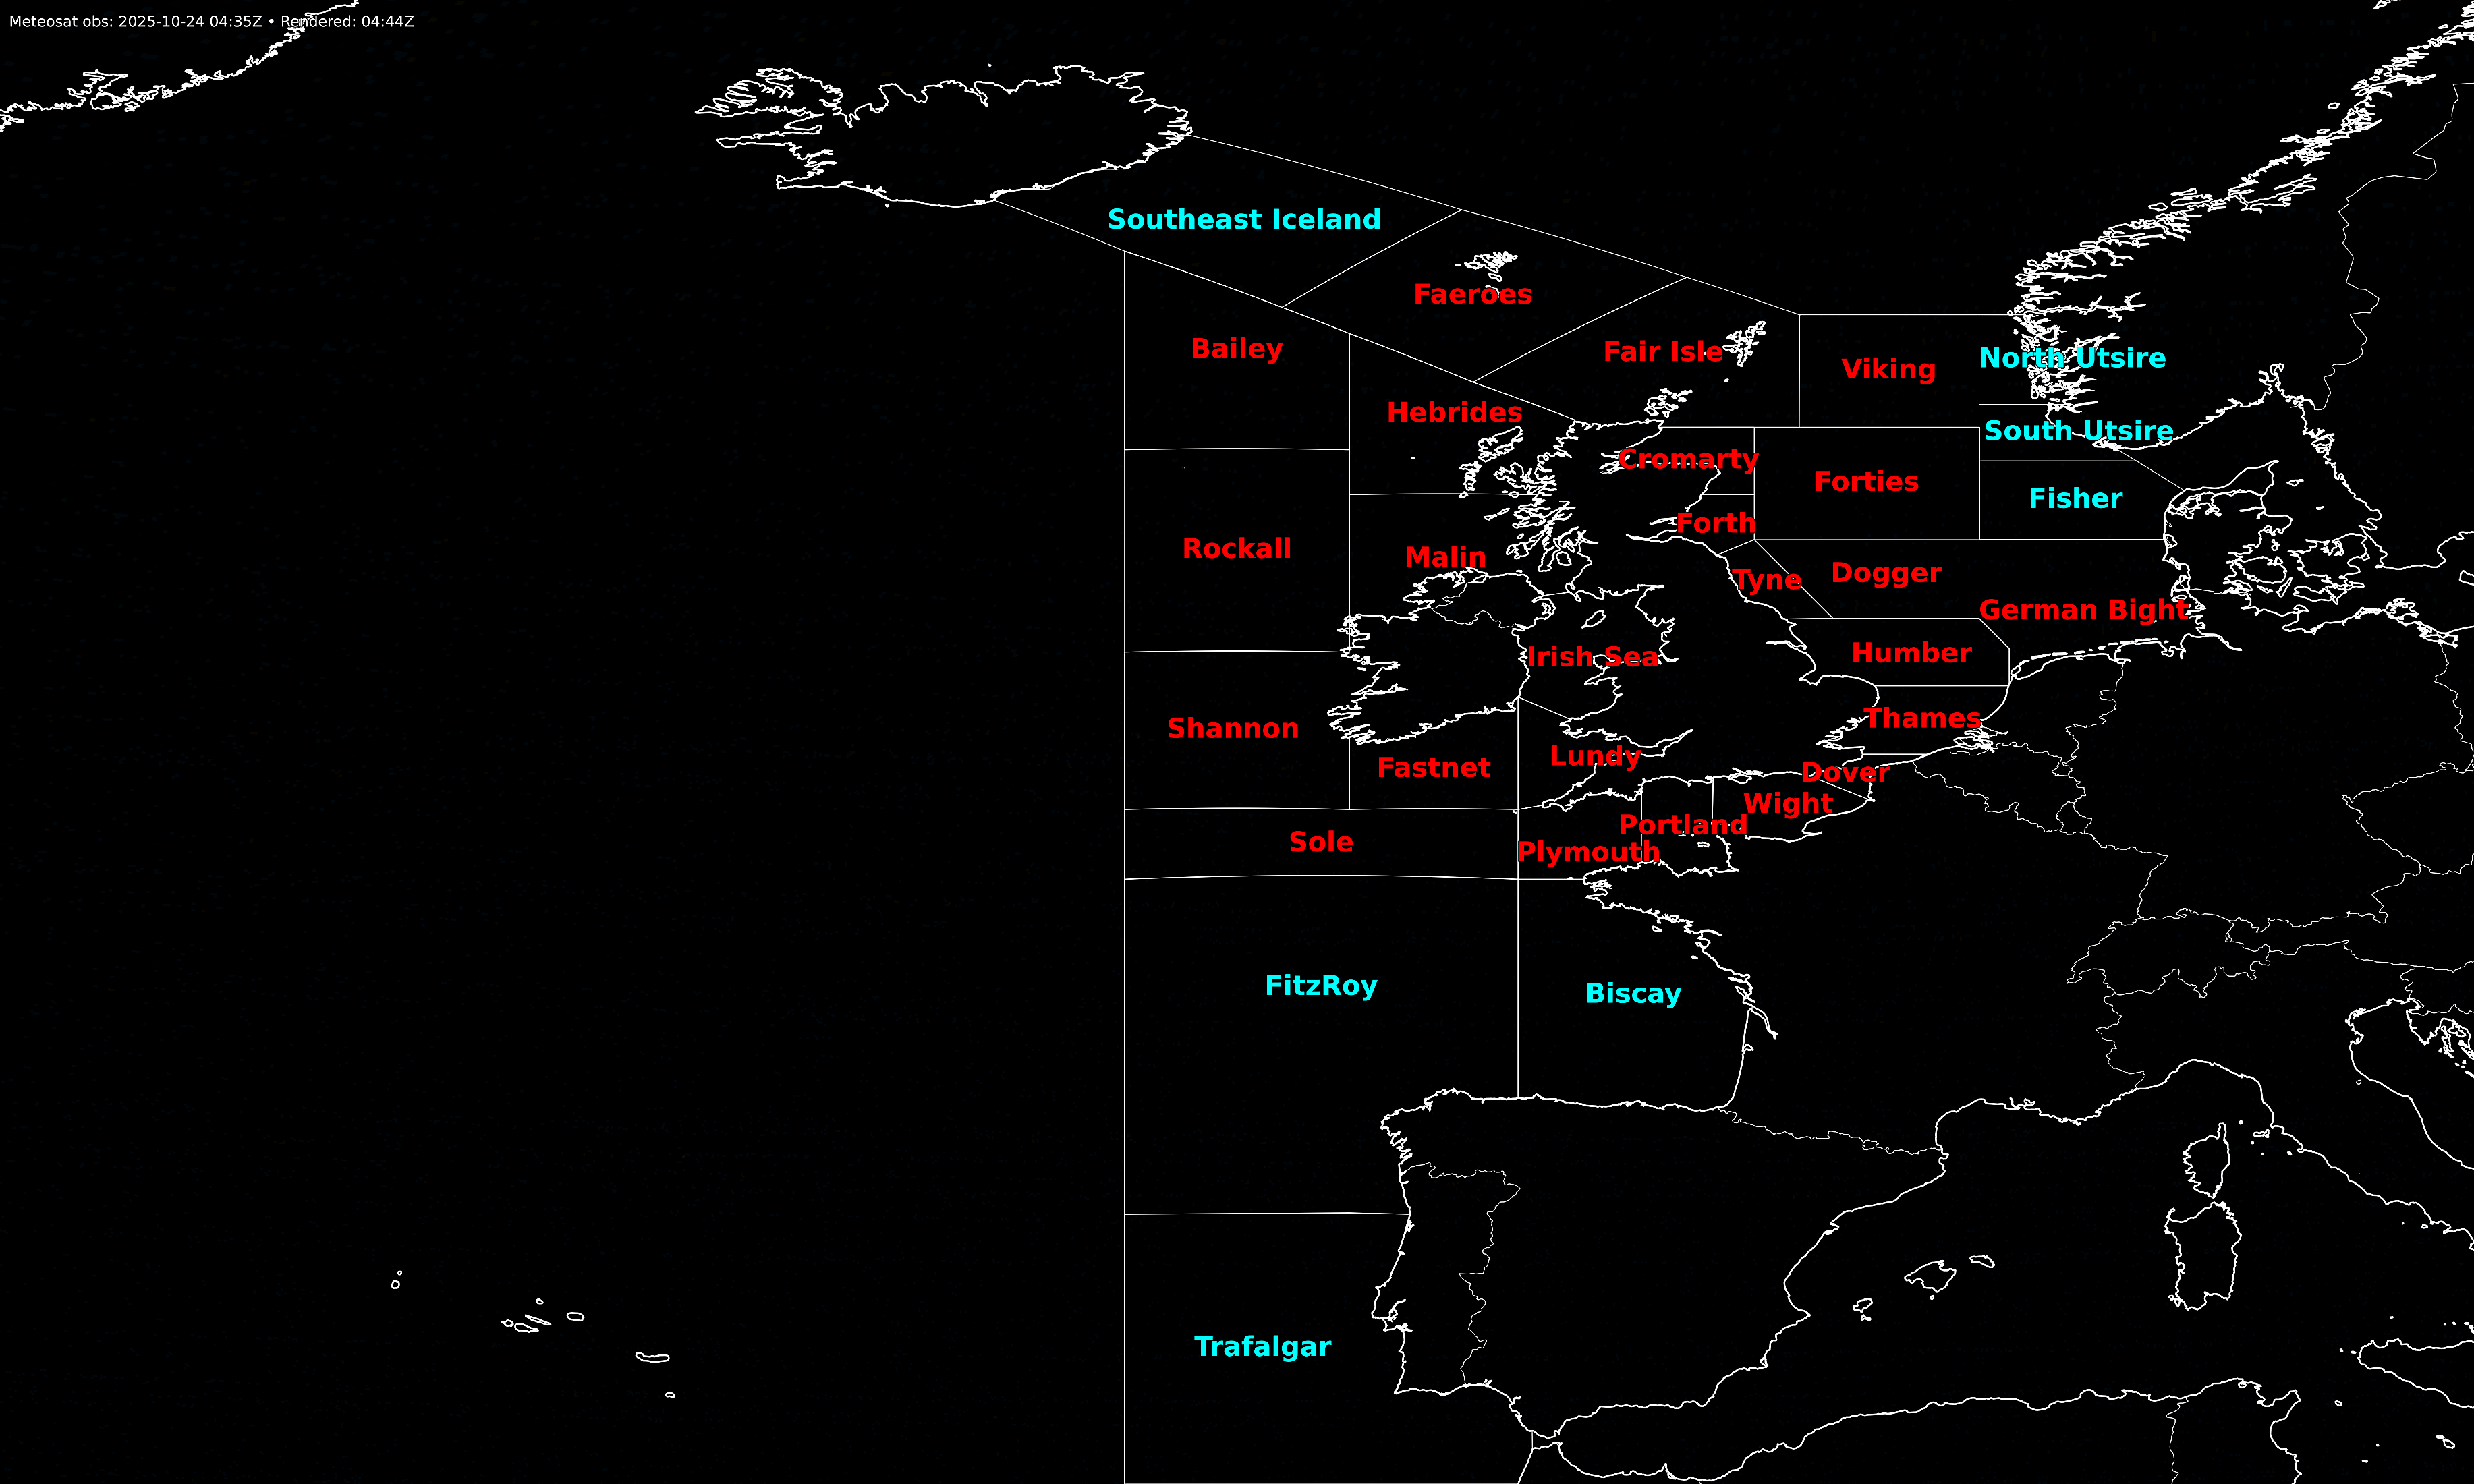 Meteosat obs: 2025-10-24 04:35Z • Rendered: 04:44Z
Southeast Iceland
Faeroes
Bailey
Fair Isle
Viking
North Utsire
Hebrides
South Utsire
Cromarty
Forties
Fisher
Forth
Rockall
Malin
Tyne
Dogger
German Bight
Irish Sea
Humber
Shannon
Thames
Fastnet
Lundy
Dover
Wight
Portland
Sole
Plymouth
FitzRoy
Biscay
Trafalgar